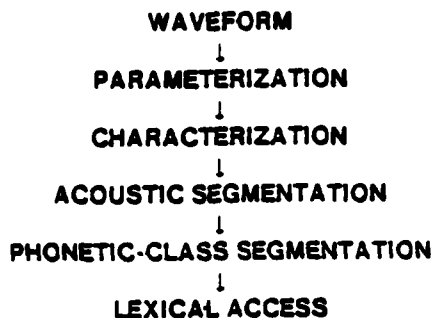 WAVEFORM
PARAMETERIZATION
CHARACTERIZATION
ACOUSTIC SEGMENTATION
PHONETIC-CLASS SEGMENTATION
LEXICAL ACCESS